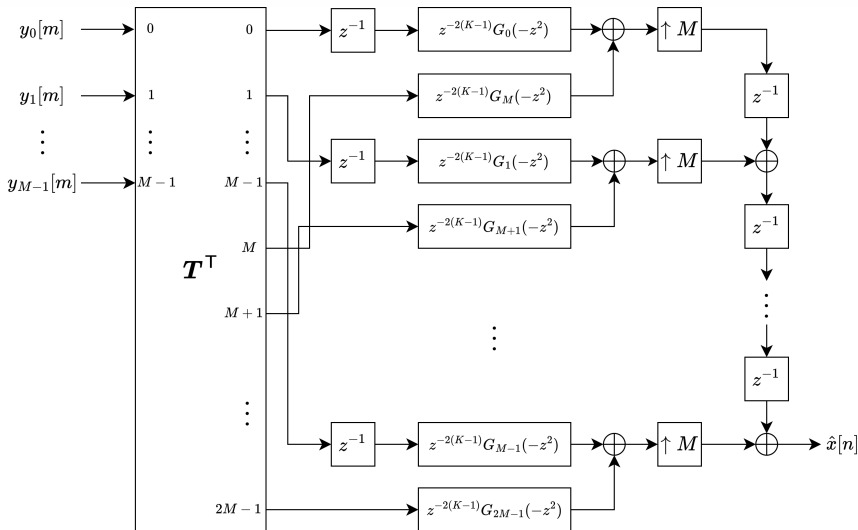 y_0[m] 0 0 z^{-1} z^{-2(K-1)}G_0(-z^2) ↑M
y_1[m] 1 1 z^{-2(K-1)}G_M(-z^2) z^{-1}
⋮ ⋮ ⋮
y_{M-1}[m] M-1 M-1 z^{-1} z^{-2(K-1)}G_1(-z^2) ↑M
z^{-2(K-1)}G_{M+1}(-z^2) z^{-1}
M
T^T
M+1
⋮
⋮
⋮ z^{-1}
z^{-1} z^{-2(K-1)}G_{M-1}(-z^2) ↑M x̂[n]
2M-1 z^{-2(K-1)}G_{2M-1}(-z^2)